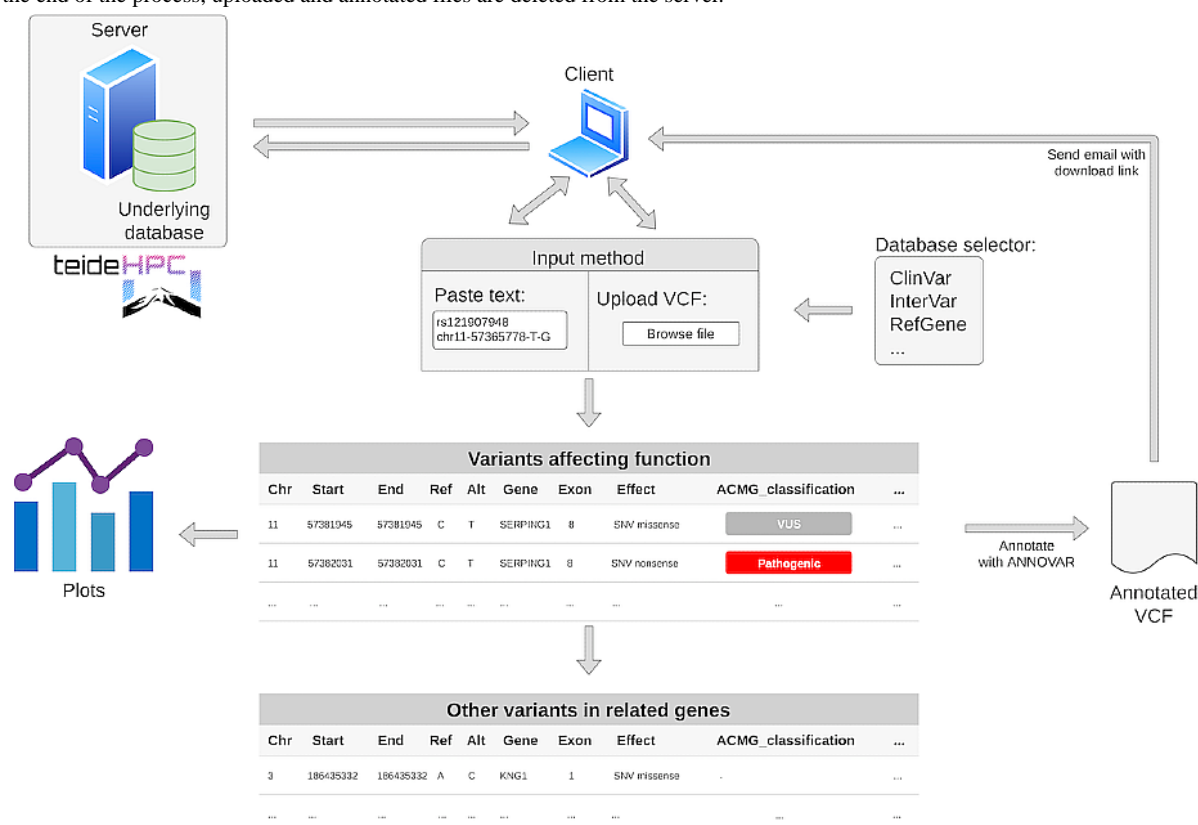 the end of the process, uploaded and annotated files are deleted from the server.
Server
Underlying
database
teideHPC
Client
Send email with
download link
Input method
Paste text:
rs121907948
chr11-57365778-T-G
Upload VCF:
Browse file
Database selector:
ClinVar
InterVar
RefGene
...
Variants affecting function
Chr Start End Ref Alt Gene Exon Effect ACMG_classification ...
11 57381945 57381945 C T SERPING1 8 SNV missense VUS ...
11 57382031 57382031 C T SERPING1 8 SNV nonsense Pathogenic ...
... ... ... ... ... ... ... ... ... ...
Plots
Annotate
with ANNOVAR
Annotated
VCF
Other variants in related genes
Chr Start End Ref Alt Gene Exon Effect ACMG_classification ...
3 186435332 186435332 A C KNG1 1 SNV missense - ...
... ... ... ... ... ... ... ... ... ...